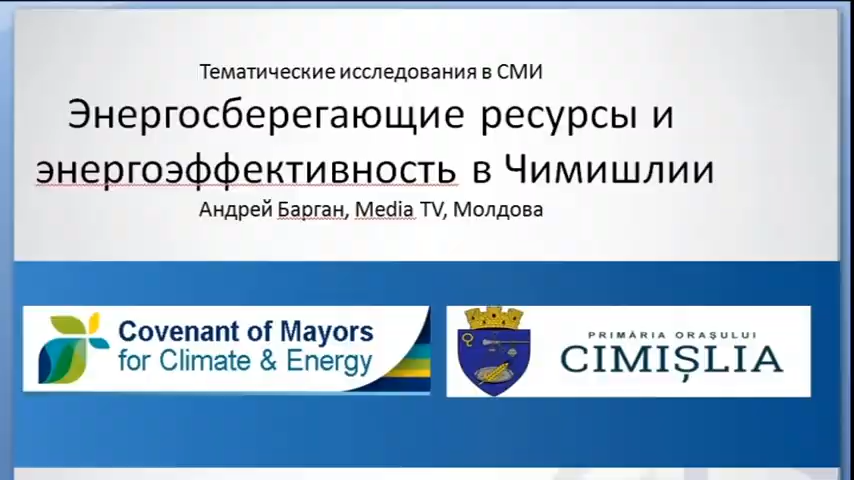 Тематические исследования в СМИ
Энергосберегающие ресурсы и
энергоэффективность в Чимишлии
Андрей Барган, Media TV, Молдова
Covenant of Mayors
for Climate & Energy
PRIMĂRIA ORAȘULUI
CIMIȘLIA